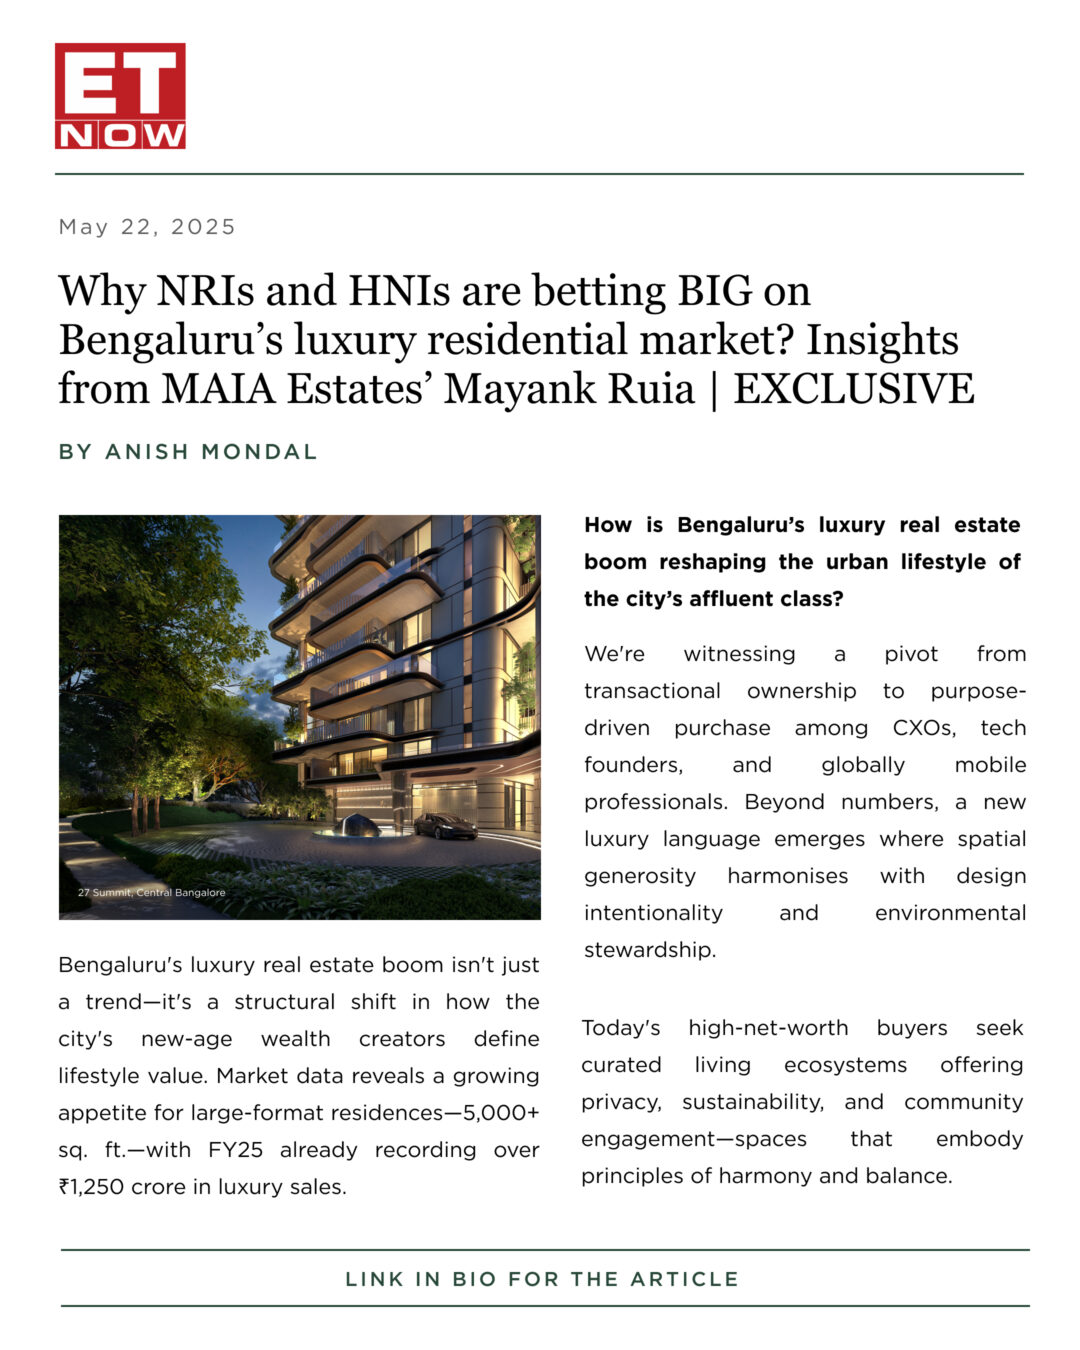 ET
NOW
May 22, 2025
Why NRIs and HNIs are betting BIG on
Bengaluru’s luxury residential market? Insights
from MAIA Estates’ Mayank Ruia | EXCLUSIVE
BY ANISH MONDAL
27 Summit, Central Bangalore
Bengaluru's luxury real estate boom isn't just
a trend—it's a structural shift in how the
city's new-age wealth creators define
lifestyle value. Market data reveals a growing
appetite for large-format residences—5,000+
sq. ft.—with FY25 already recording over
₹1,250 crore in luxury sales.
How is Bengaluru’s luxury real estate
boom reshaping the urban lifestyle of
the city’s affluent class?
We're witnessing a pivot from
transactional ownership to purpose-
driven purchase among CXOs, tech
founders, and globally mobile
professionals. Beyond numbers, a new
luxury language emerges where spatial
generosity harmonises with design
intentionality and environmental
stewardship.
Today's high-net-worth buyers seek
curated living ecosystems offering
privacy, sustainability, and community
engagement—spaces that embody
principles of harmony and balance.
LINK IN BIO FOR THE ARTICLE